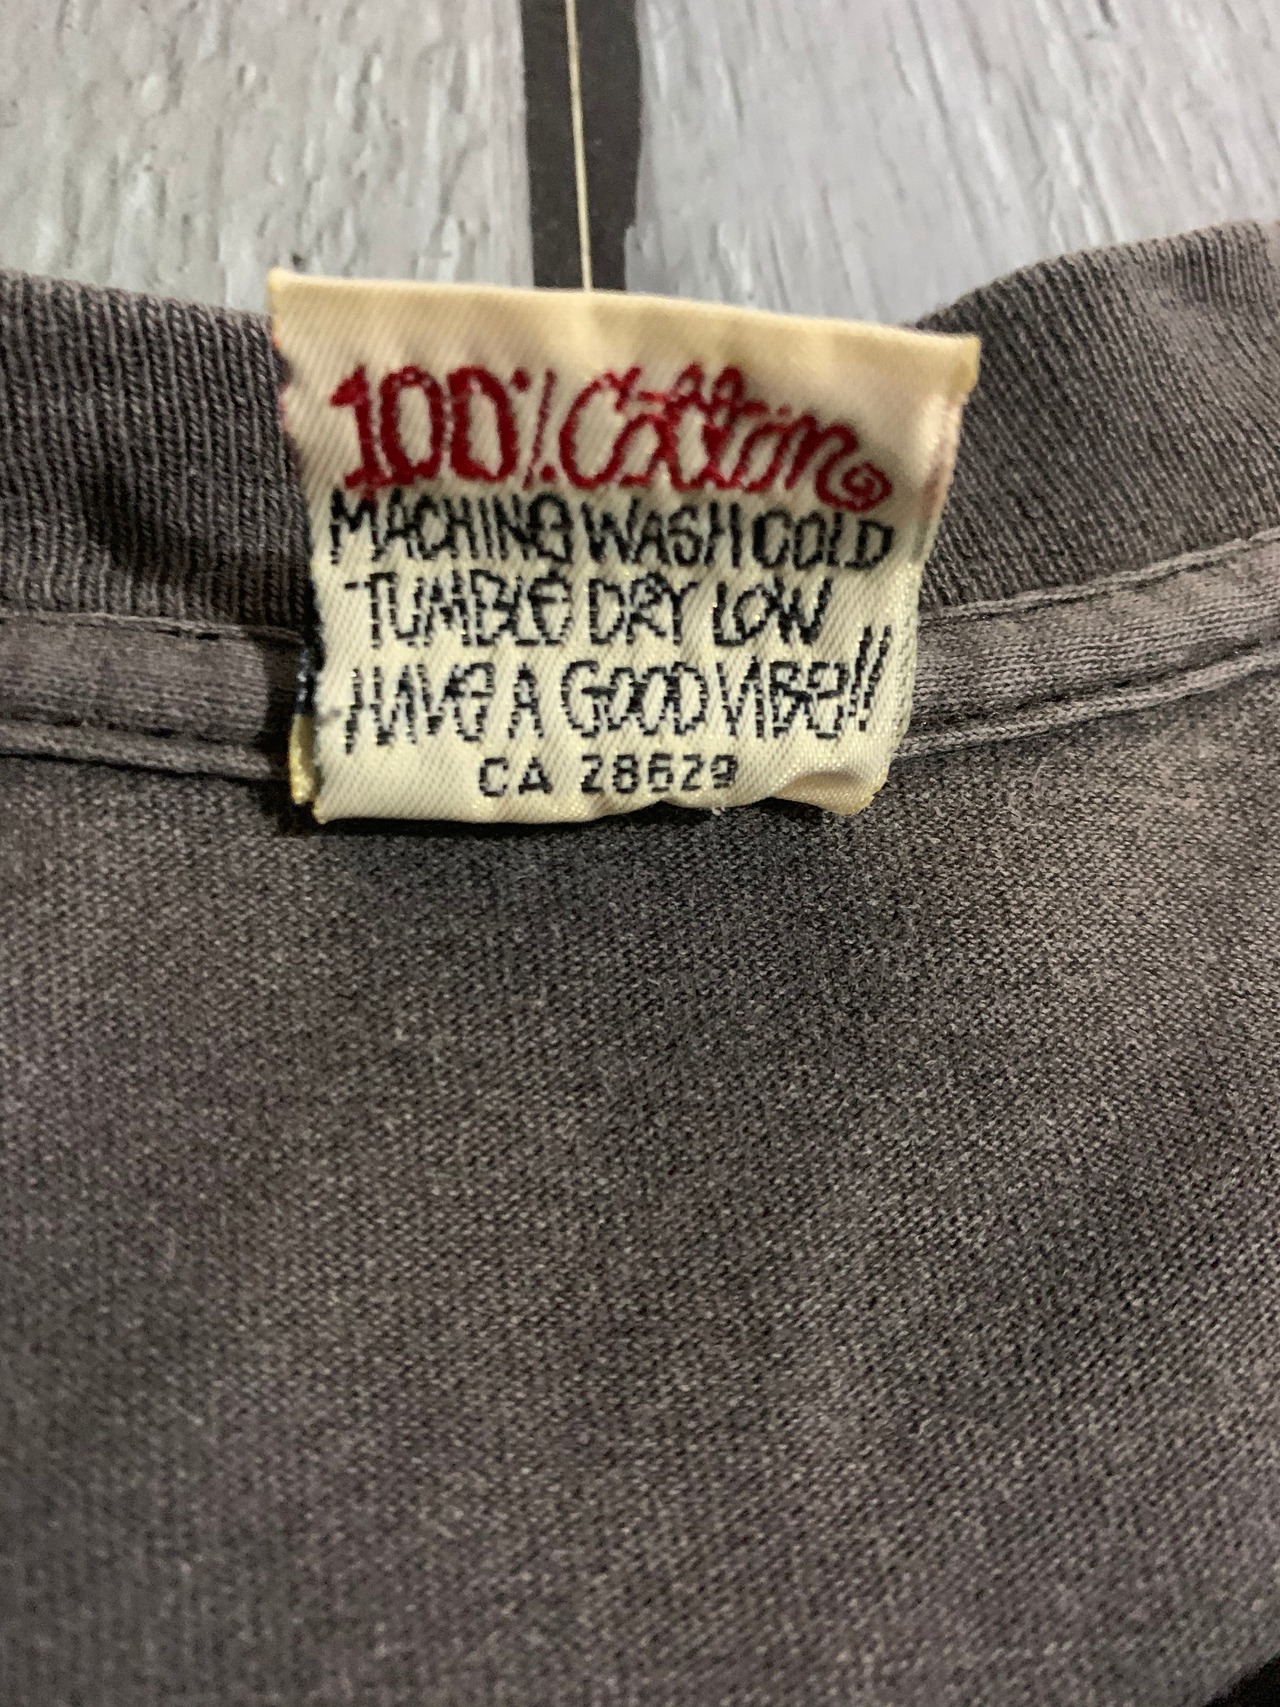 100% Cotton
MACHINE WASH COLD
TUMBLE DRY LOW
HAVE A GOOD VIBE!!
CA 28629